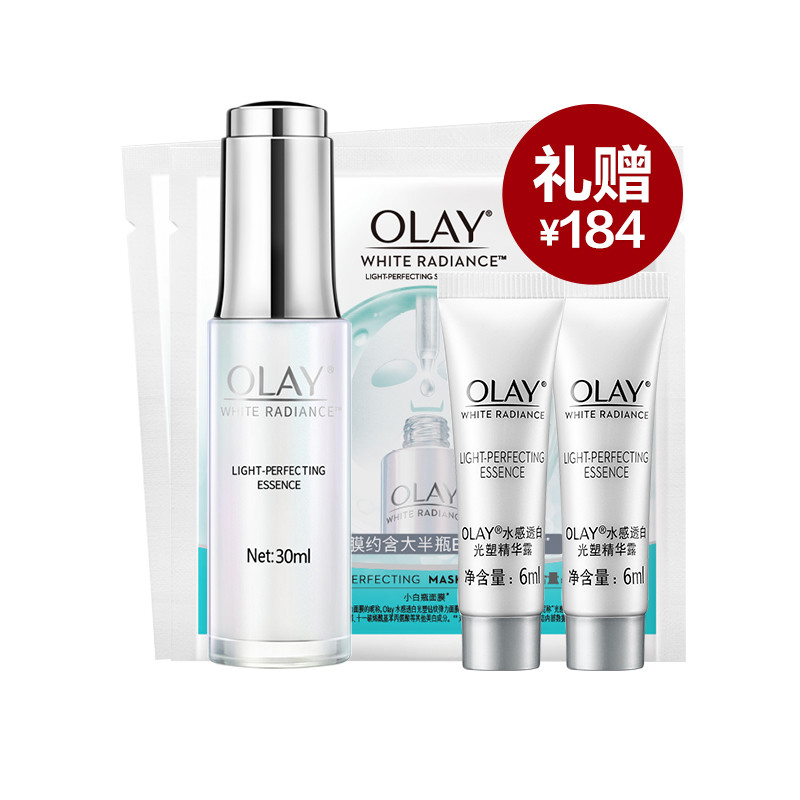 礼赠
¥184
OLAY®
WHITE RADIANCE™
LIGHT-PERFECTING
OLAY®
WHITE RADIANCE™
LIGHT-PERFECTING
ESSENCE
Net:30ml
OLAY
WHITE RADIANCE
膜约含大半瓶
PERFECTING MASK
小白瓶面膜*
OLAY®
WHITE RADIANCE
LIGHT-PERFECTING
ESSENCE
OLAY®水感透白
光塑精华露
净含量：6ml
OLAY®
WHITE RADIANCE
LIGHT-PERFECTING
ESSENCE
OLAY®水感透白
光塑精华露
净含量：6ml